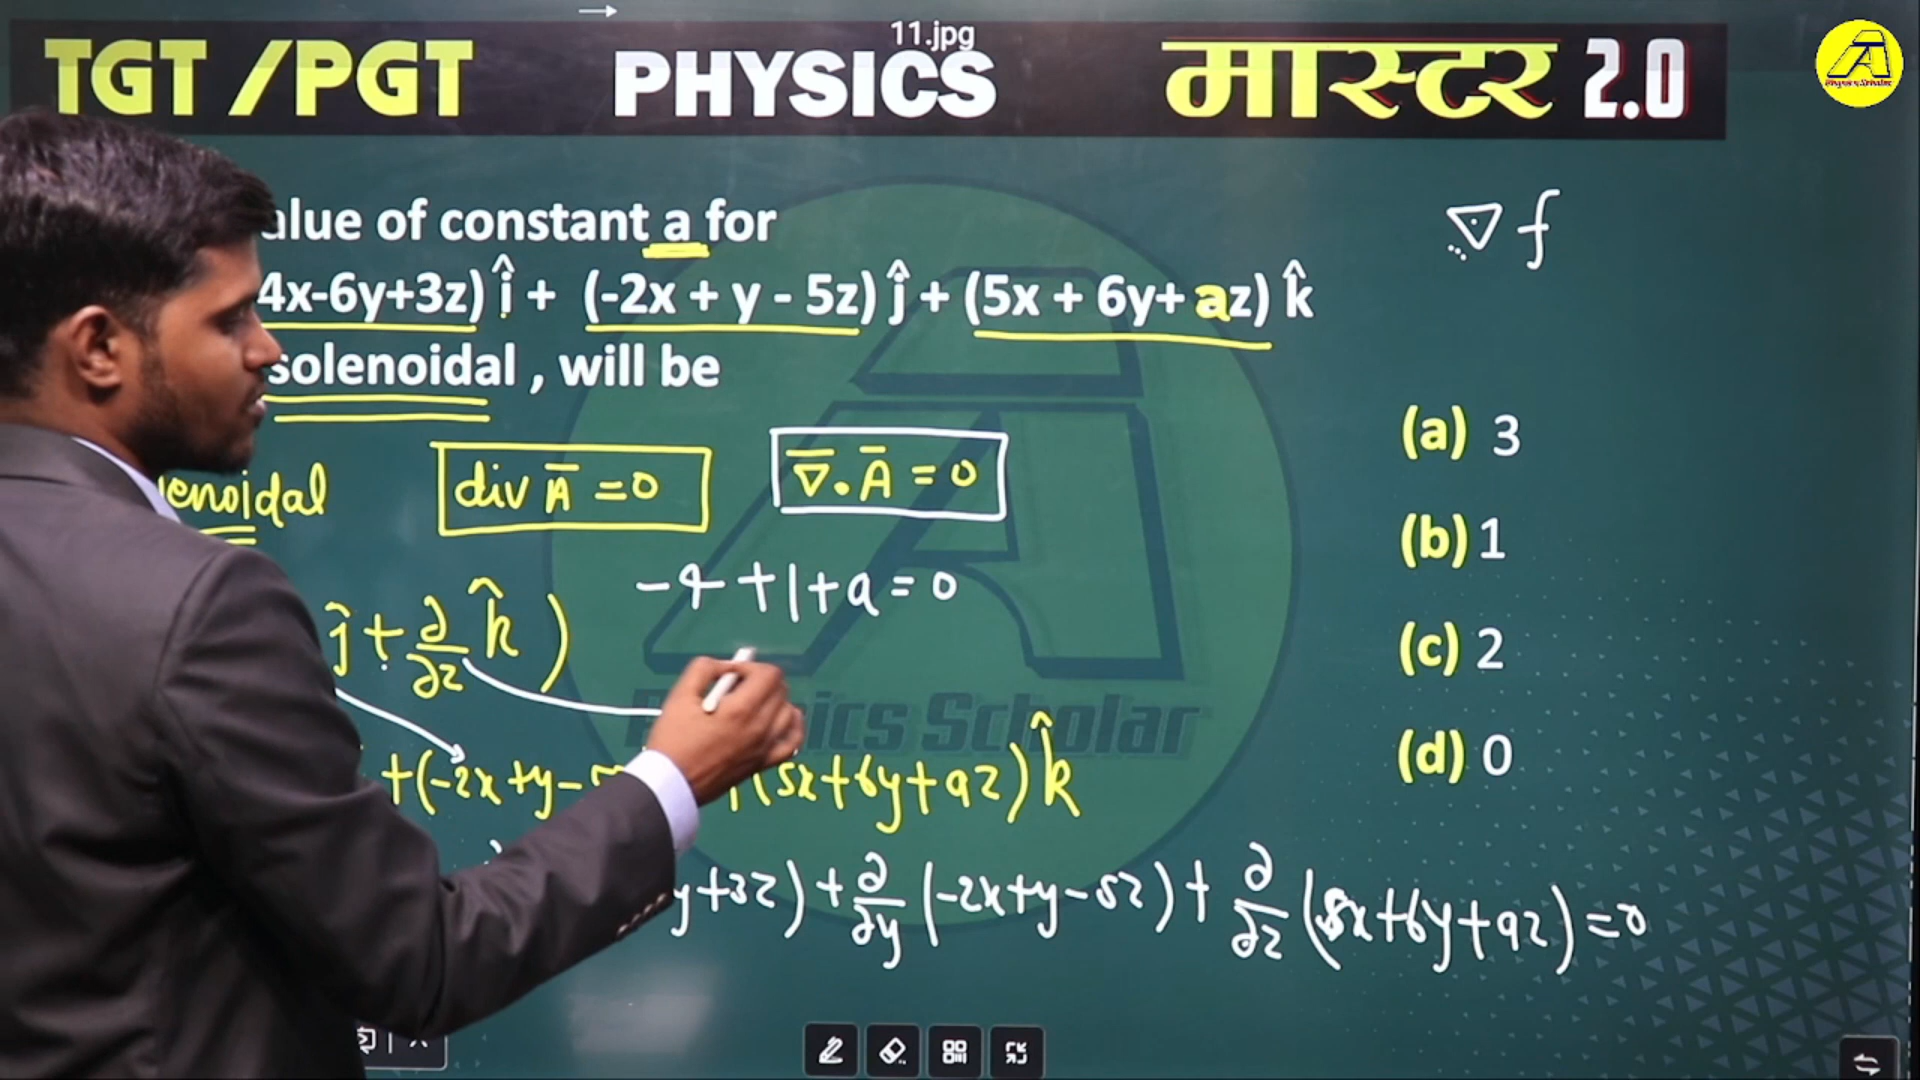 11.jpg
TGT /PGT PHYSICS मास्टर 2.0
Physics Scholar
∇ f
alue of constant a for
4x-6y+3z) î + (-2x + y - 5z) ĵ + (5x + 6y+ az) k̂
solenoidal , will be
(a) 3
(b) 1
(c) 2
(d) 0
enoidal div A̅ =0 ∇̅. A̅ = 0
-4 +1+a = 0
ĵ + ∂/∂z k̂ )
+(-2x+y- (5x+6y+az) k̂
y+3z) + ∂/∂y (-2x+y-5z) + ∂/∂z (5x+6y+az) =0